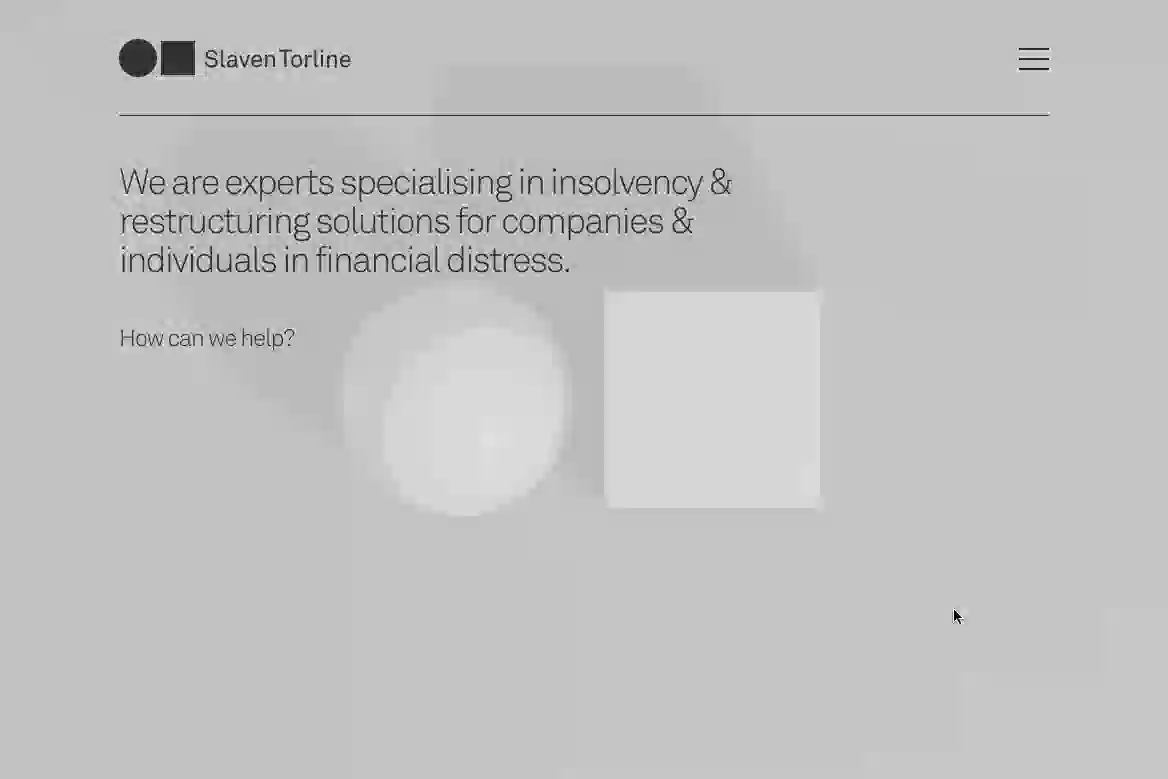 Slaven Torline
We are experts specialising in insolvency &
restructuring solutions for companies &
individuals in financial distress.
How can we help?